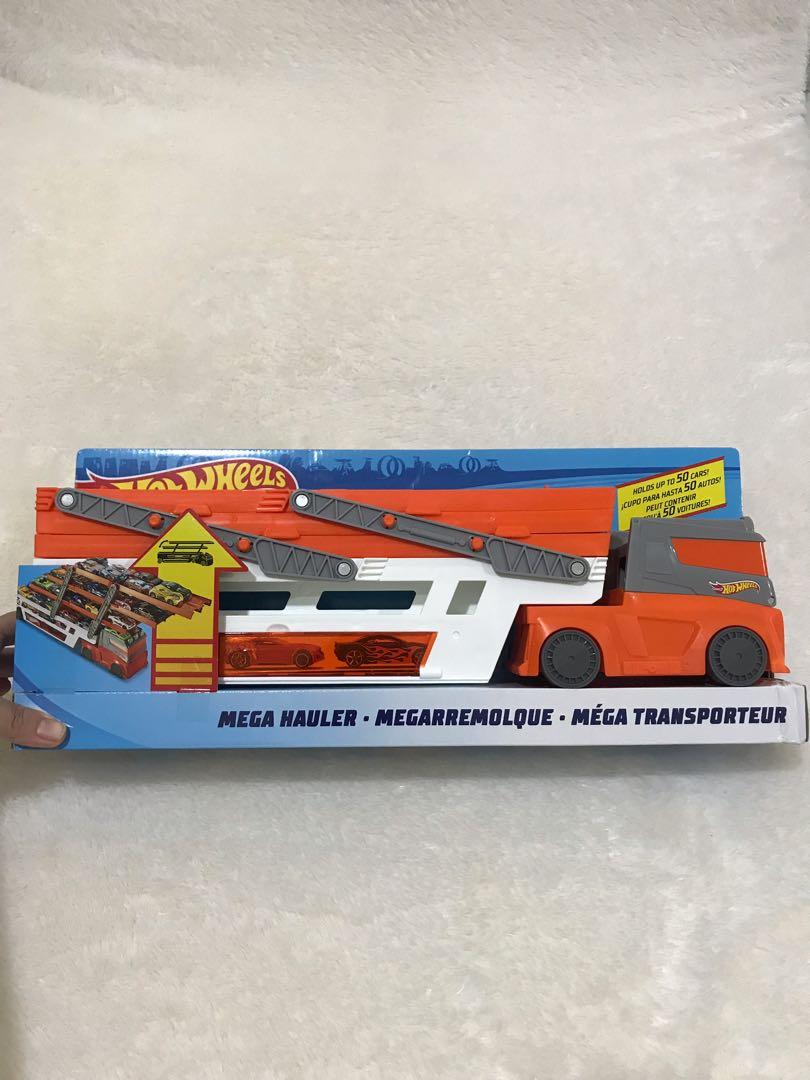 HOT WHEELS
HOLDS UP TO 50 CARS!
¡CUPO PARA HASTA 50 AUTOS!
PEUT CONTENIR
50 VOITURES!
HOT WHEELS
MEGA HAULER • MEGARREMOLQUE • MÉGA TRANSPORTEUR